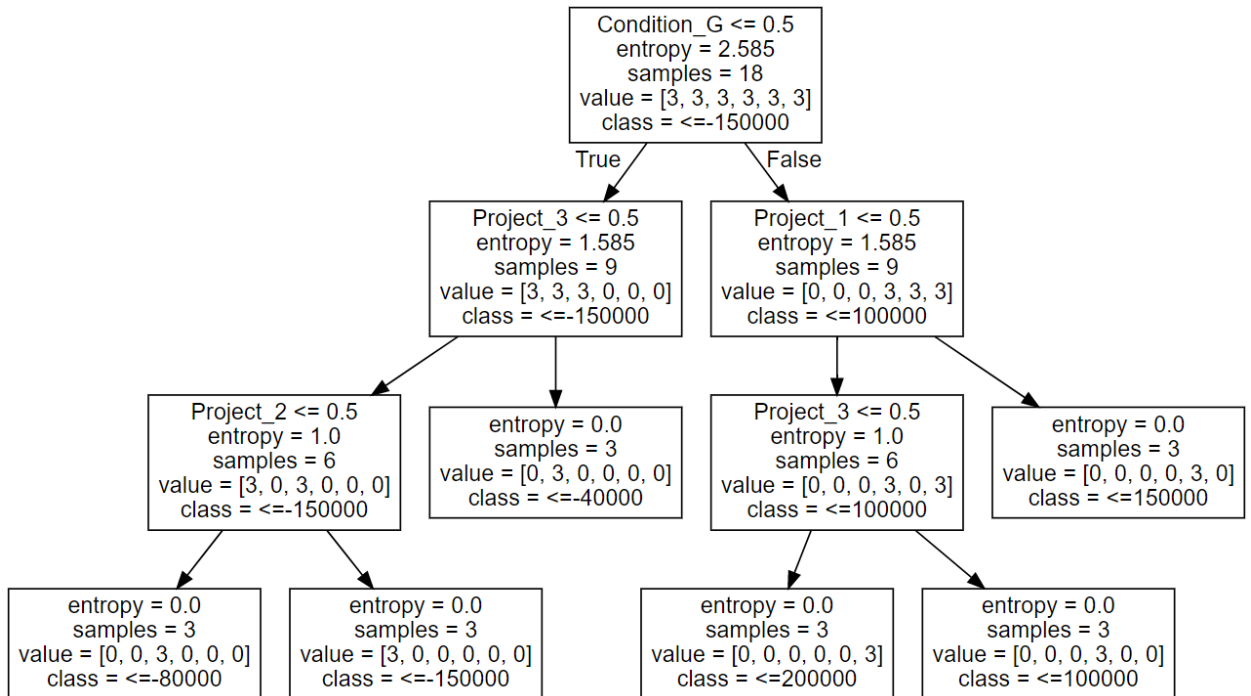 Condition_G <= 0.5
entropy = 2.585
samples = 18
value = [3, 3, 3, 3, 3, 3]
class = <=-150000
True
False
Project_3 <= 0.5
entropy = 1.585
samples = 9
value = [3, 3, 3, 0, 0, 0]
class = <=-150000
Project_1 <= 0.5
entropy = 1.585
samples = 9
value = [0, 0, 0, 3, 3, 3]
class = <=100000
Project_2 <= 0.5
entropy = 1.0
samples = 6
value = [3, 0, 3, 0, 0, 0]
class = <=-150000
entropy = 0.0
samples = 3
value = [0, 3, 0, 0, 0, 0]
class = <=-40000
Project_3 <= 0.5
entropy = 1.0
samples = 6
value = [0, 0, 0, 3, 0, 3]
class = <=100000
entropy = 0.0
samples = 3
value = [0, 0, 0, 0, 3, 0]
class = <=150000
entropy = 0.0
samples = 3
value = [0, 0, 3, 0, 0, 0]
class = <=-80000
entropy = 0.0
samples = 3
value = [3, 0, 0, 0, 0, 0]
class = <=-150000
entropy = 0.0
samples = 3
value = [0, 0, 0, 0, 0, 3]
class = <=200000
entropy = 0.0
samples = 3
value = [0, 0, 0, 3, 0, 0]
class = <=100000